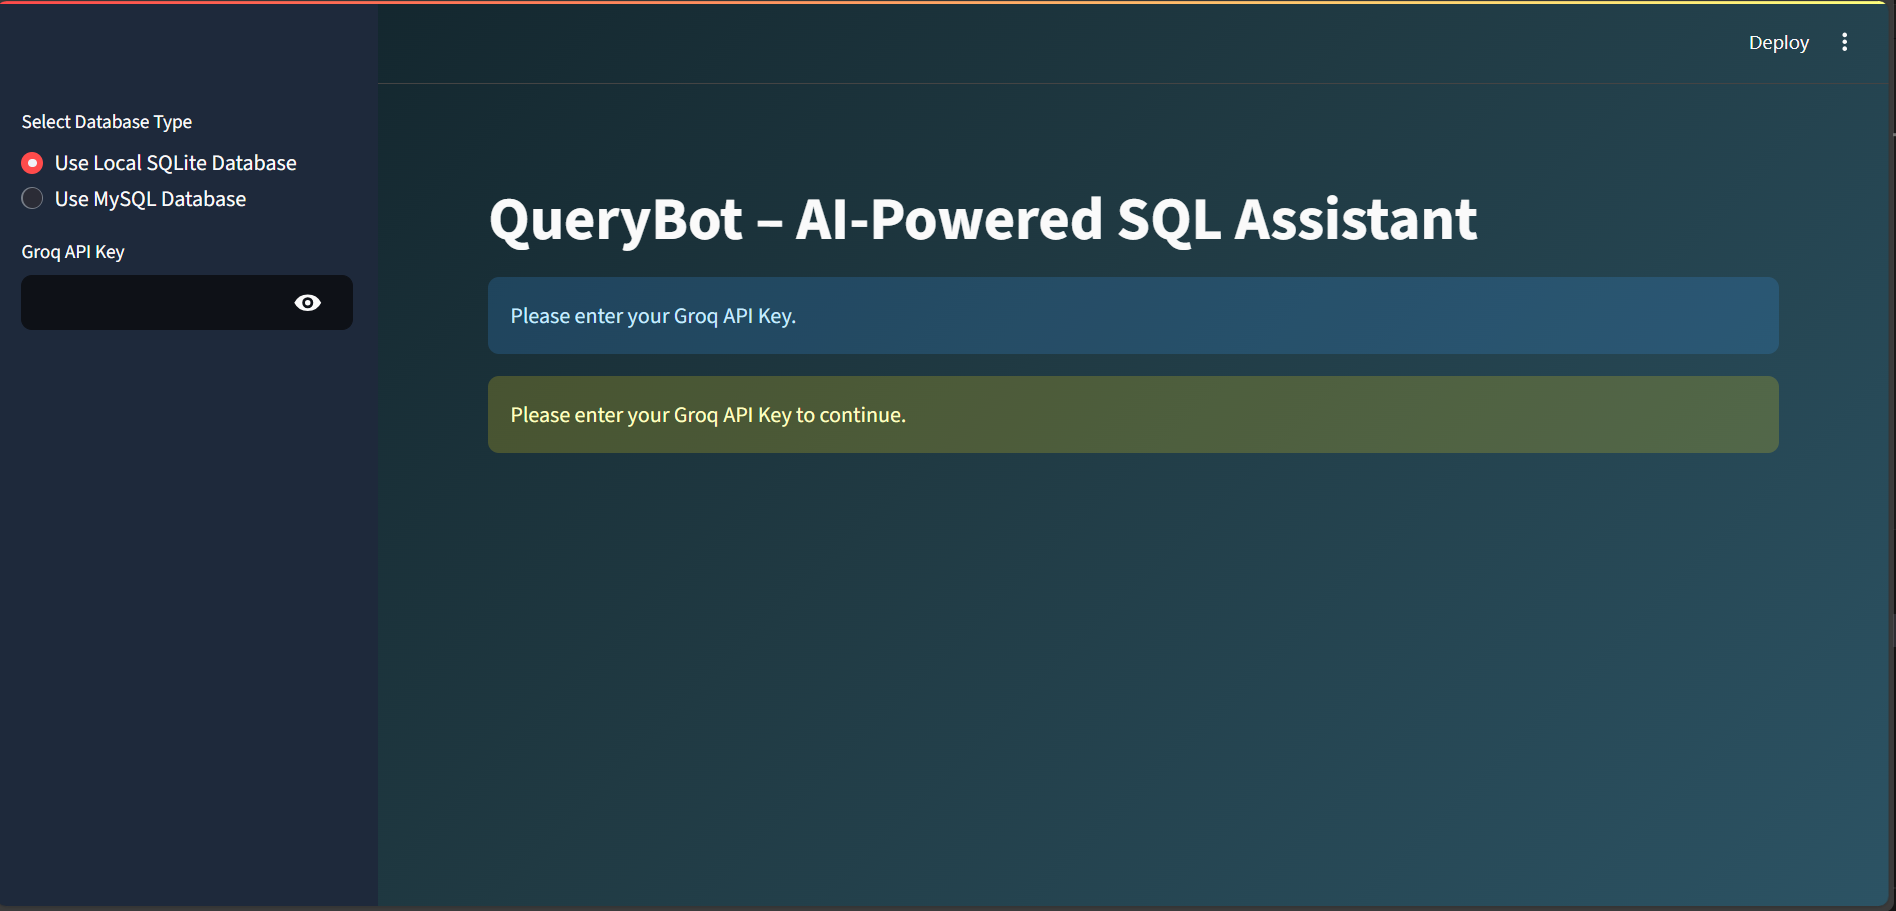 Deploy
Select Database Type
Use Local SQLite Database
Use MySQL Database
Groq API Key
QueryBot – AI-Powered SQL Assistant
Please enter your Groq API Key.
Please enter your Groq API Key to continue.